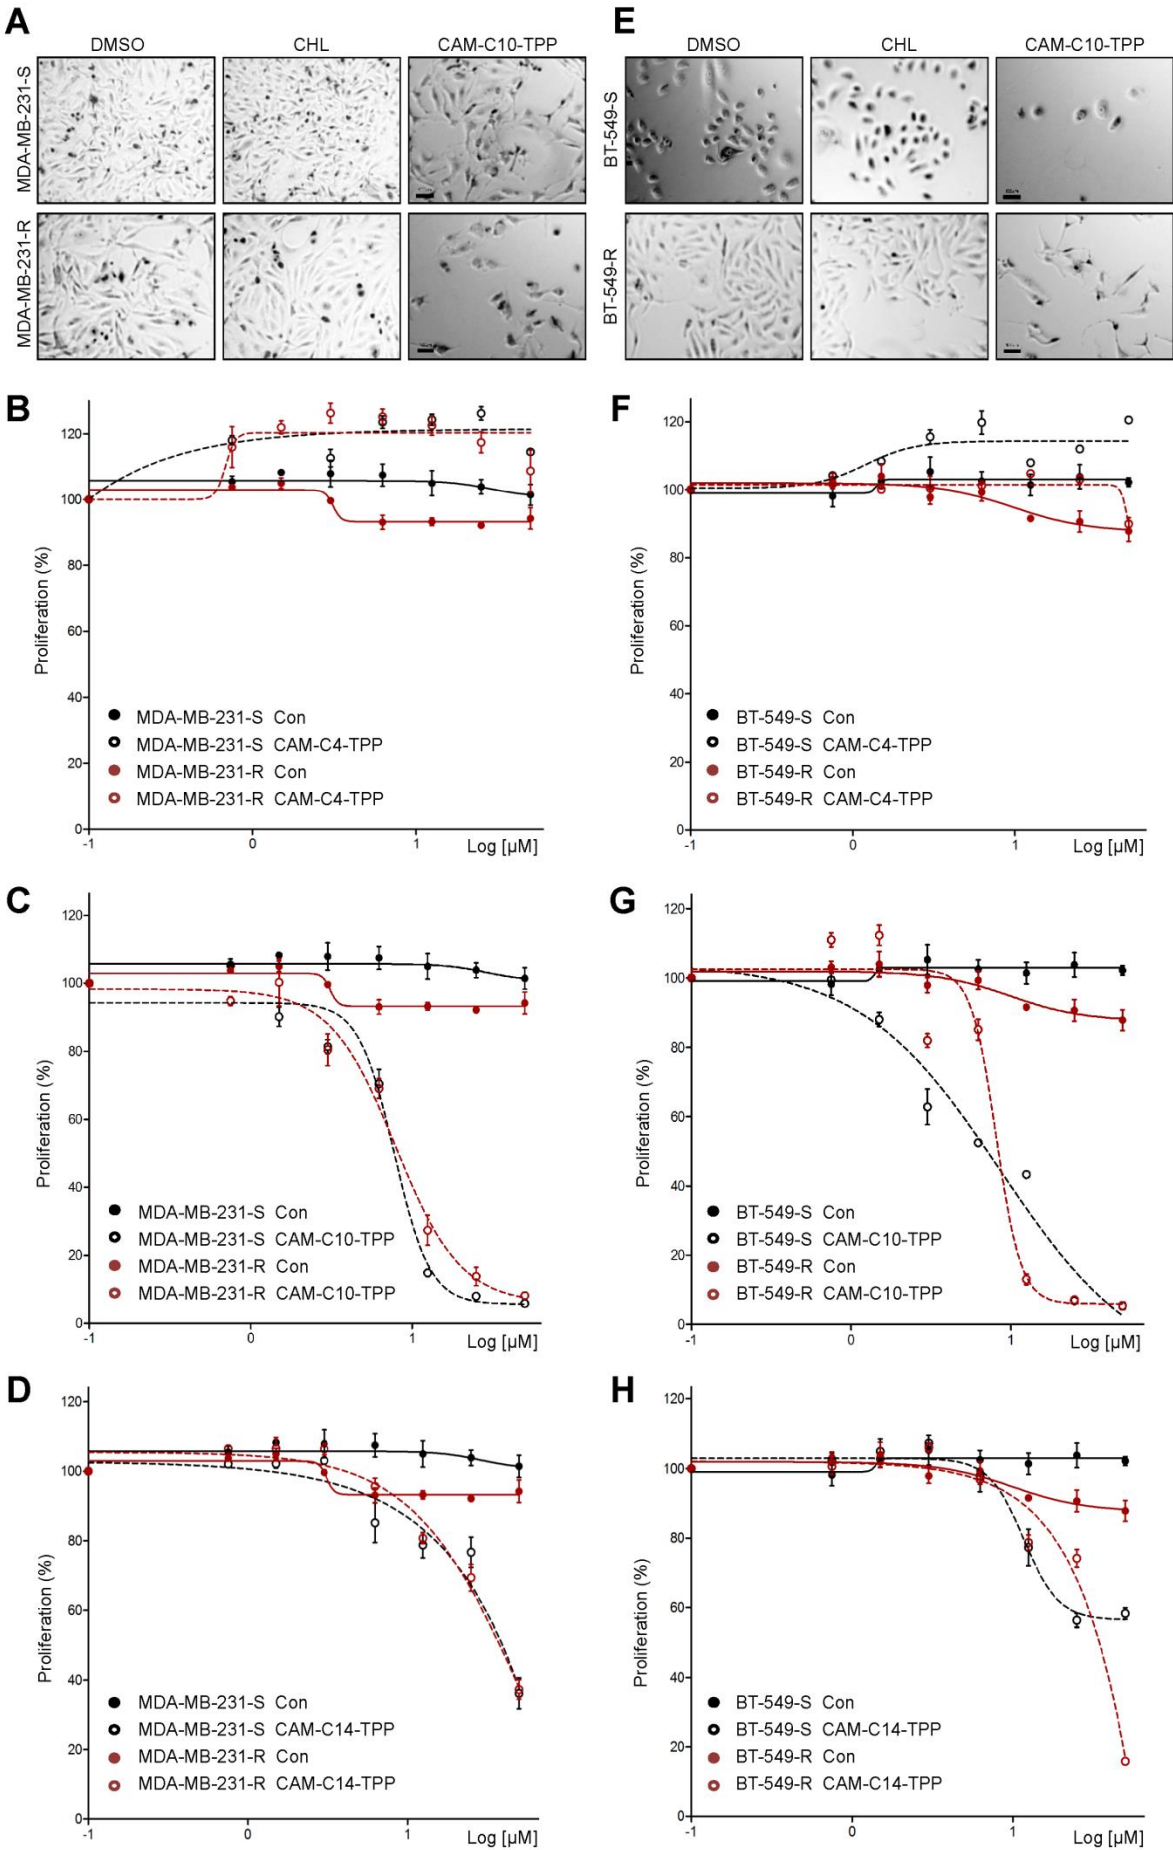 A
DMSO CHL CAM-C10-TPP
MDA-MB-231-S
MDA-MB-231-R
E
DMSO CHL CAM-C10-TPP
BT-549-S
BT-549-R
B
Proliferation (%)
120
100
80
60
40
20
0
-1 0 1
Log [µM]
MDA-MB-231-S Con
MDA-MB-231-S CAM-C4-TPP
MDA-MB-231-R Con
MDA-MB-231-R CAM-C4-TPP
F
Proliferation (%)
120
100
80
60
40
20
0
-1 0 1
Log [µM]
BT-549-S Con
BT-549-S CAM-C4-TPP
BT-549-R Con
BT-549-R CAM-C4-TPP
C
Proliferation (%)
120
100
80
60
40
20
0
-1 0 1
Log [µM]
MDA-MB-231-S Con
MDA-MB-231-S CAM-C10-TPP
MDA-MB-231-R Con
MDA-MB-231-R CAM-C10-TPP
G
Proliferation (%)
120
100
80
60
40
20
0
-1 0 1
Log [µM]
BT-549-S Con
BT-549-S CAM-C10-TPP
BT-549-R Con
BT-549-R CAM-C10-TPP
D
Proliferation (%)
120
100
80
60
40
20
0
-1 0 1
Log [µM]
MDA-MB-231-S Con
MDA-MB-231-S CAM-C14-TPP
MDA-MB-231-R Con
MDA-MB-231-R CAM-C14-TPP
H
Proliferation (%)
120
100
80
60
40
20
0
-1 0 1
Log [µM]
BT-549-S Con
BT-549-S CAM-C14-TPP
BT-549-R Con
BT-549-R CAM-C14-TPP